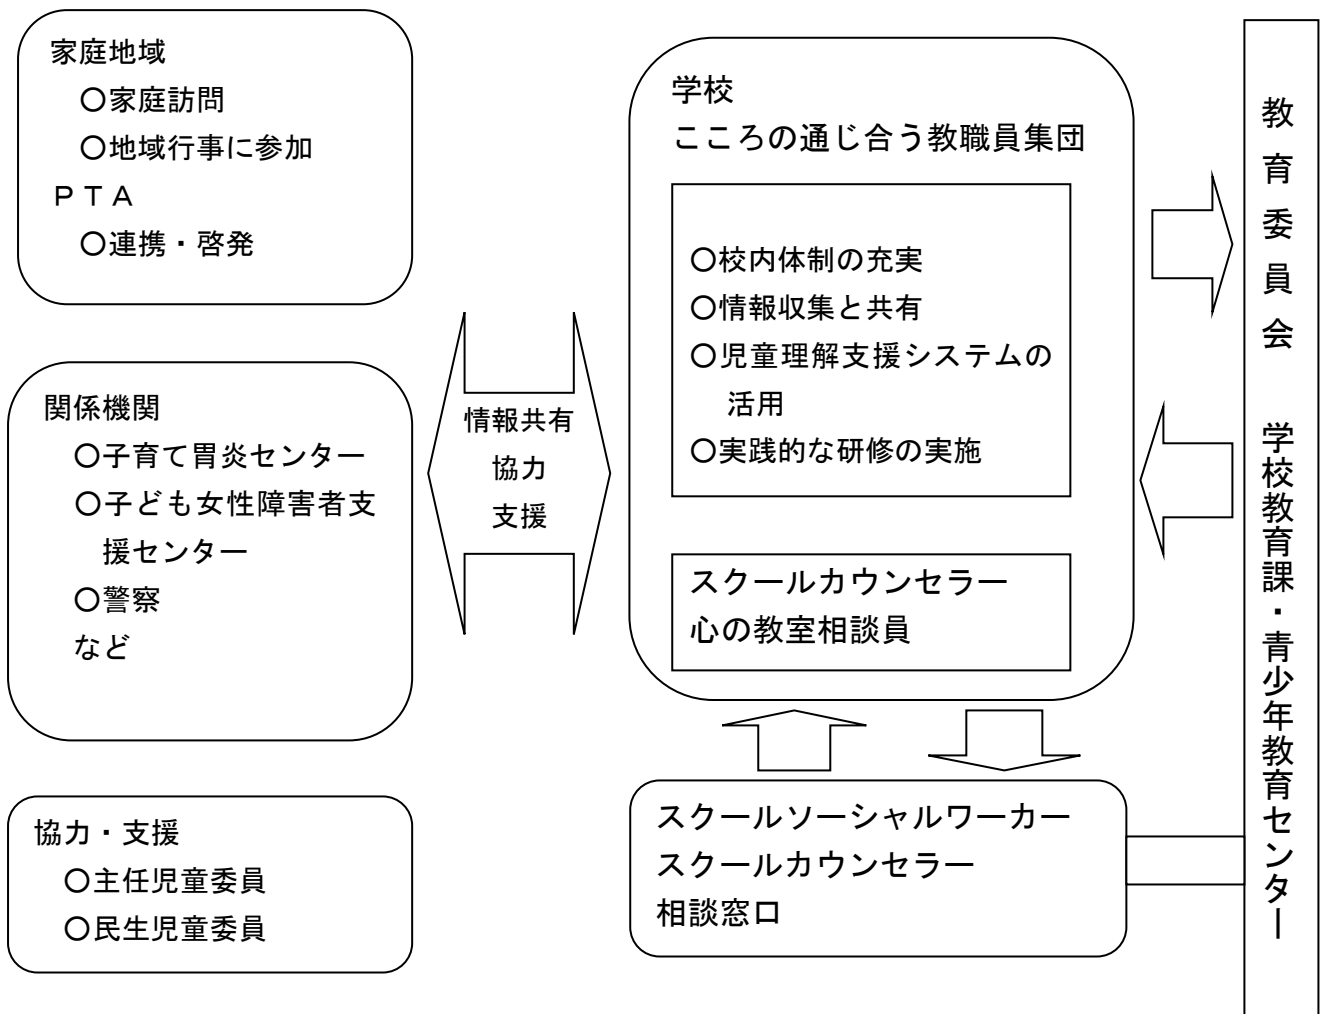 家庭地域
○家庭訪問
○地域行事に参加
PTA
○連携・啓発
関係機関
○子育て胃炎センター
○子ども女性障害者支
援センター
○警察
など
協力・支援
○主任児童委員
○民生児童委員
情報共有
協力
支援
学校
こころの通じ合う教職員集団
○校内体制の充実
○情報収集と共有
○児童理解支援システムの
活用
○実践的な研修の実施
スクールカウンセラー
心の教室相談員
スクールソーシャルワーカー
スクールカウンセラー
相談窓口
教育委員会 学校教育課・青少年教育センター